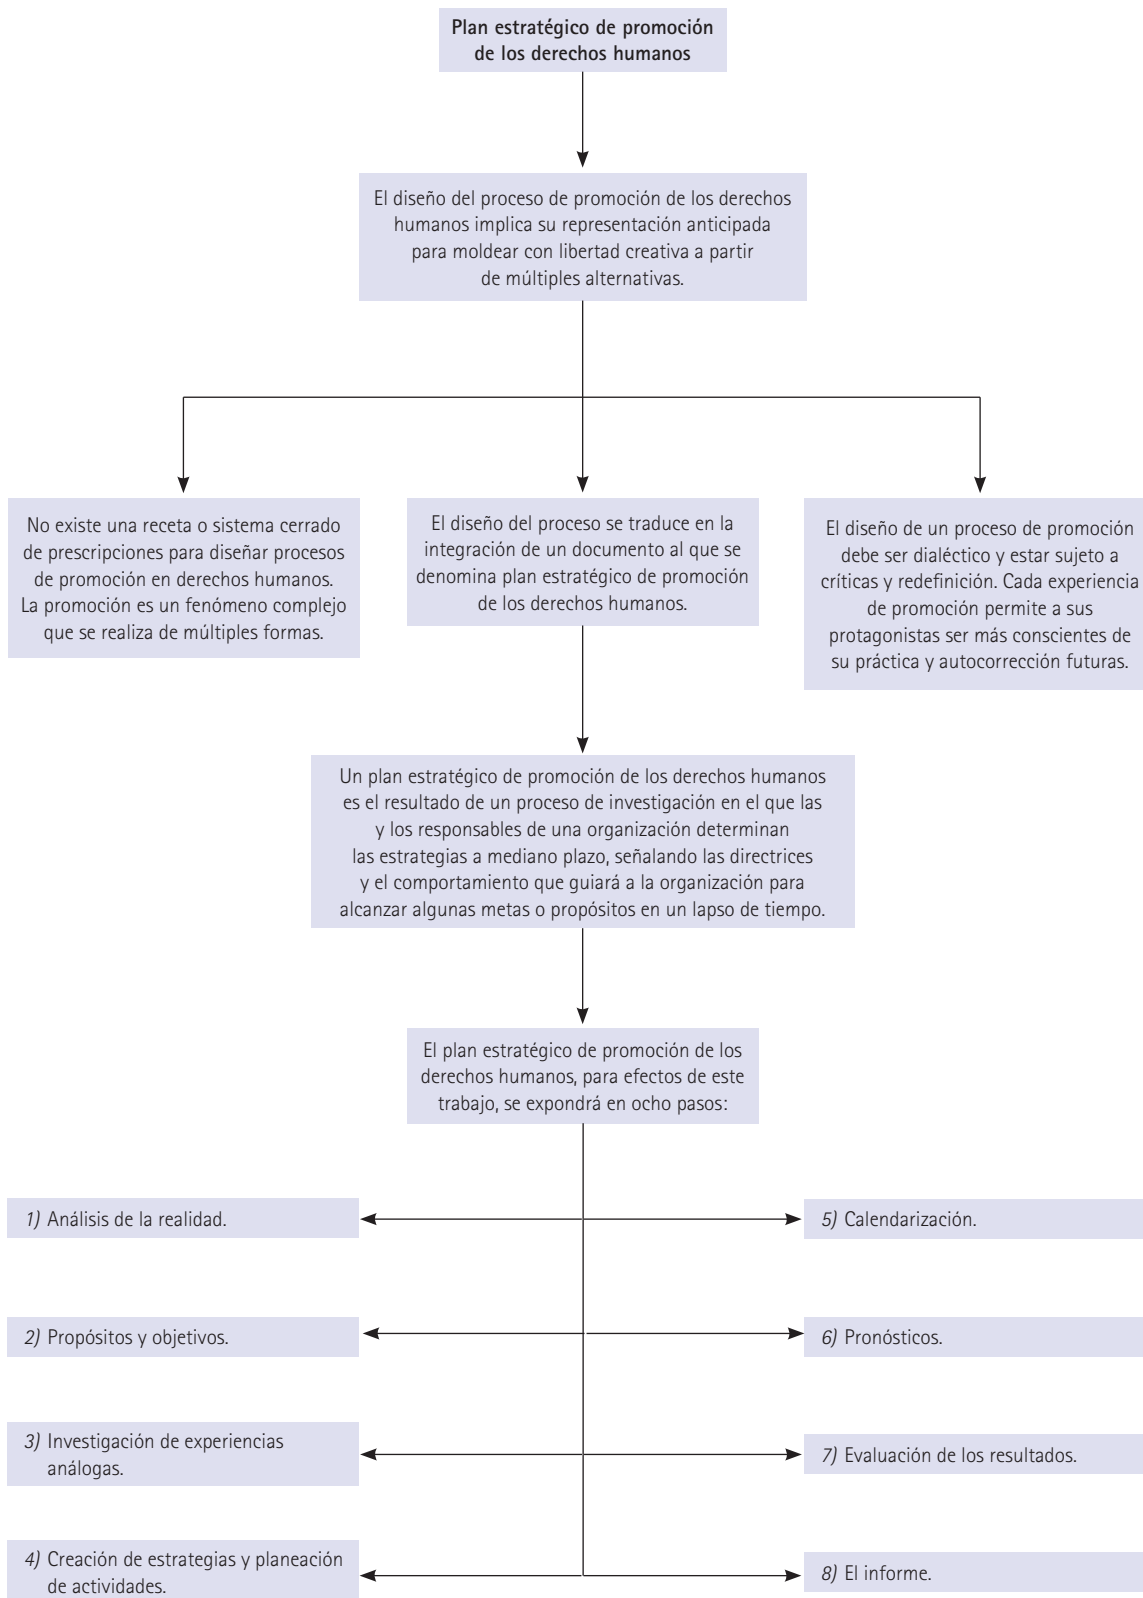 Plan estratégico de promoción
de los derechos humanos
El diseño del proceso de promoción de los derechos
humanos implica su representación anticipada
para moldear con libertad creativa a partir
de múltiples alternativas.
No existe una receta o sistema cerrado
de prescripciones para diseñar procesos
de promoción en derechos humanos.
La promoción es un fenómeno complejo
que se realiza de múltiples formas.
El diseño del proceso se traduce en la
integración de un documento al que se
denomina plan estratégico de promoción
de los derechos humanos.
El diseño de un proceso de promoción
debe ser dialéctico y estar sujeto a
críticas y redefinición. Cada experiencia
de promoción permite a sus
protagonistas ser más conscientes de
su práctica y autocorrección futuras.
Un plan estratégico de promoción de los derechos humanos
es el resultado de un proceso de investigación en el que las
y los responsables de una organización determinan
las estrategias a mediano plazo, señalando las directrices
y el comportamiento que guiará a la organización para
alcanzar algunas metas o propósitos en un lapso de tiempo.
El plan estratégico de promoción de los
derechos humanos, para efectos de este
trabajo, se expondrá en ocho pasos:
1) Análisis de la realidad.
2) Propósitos y objetivos.
3) Investigación de experiencias
análogas.
4) Creación de estrategias y planeación
de actividades.
5) Calendarización.
6) Pronósticos.
7) Evaluación de los resultados.
8) El informe.